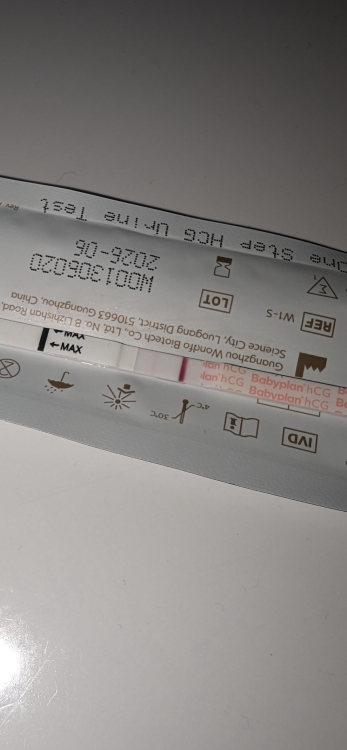 One Step HCG Urine Test
W001306020
2026-06
LOT
REF W1-S
Guangzhou Wondfo Biotech Co., Ltd. No. 8 Lizhishan Road,
Science City, Luogang District, 510663 Guangzhou, China
IVD
4°C
30°C
←MAX
←MAX
Babyplan hCG
Babyplan hCG